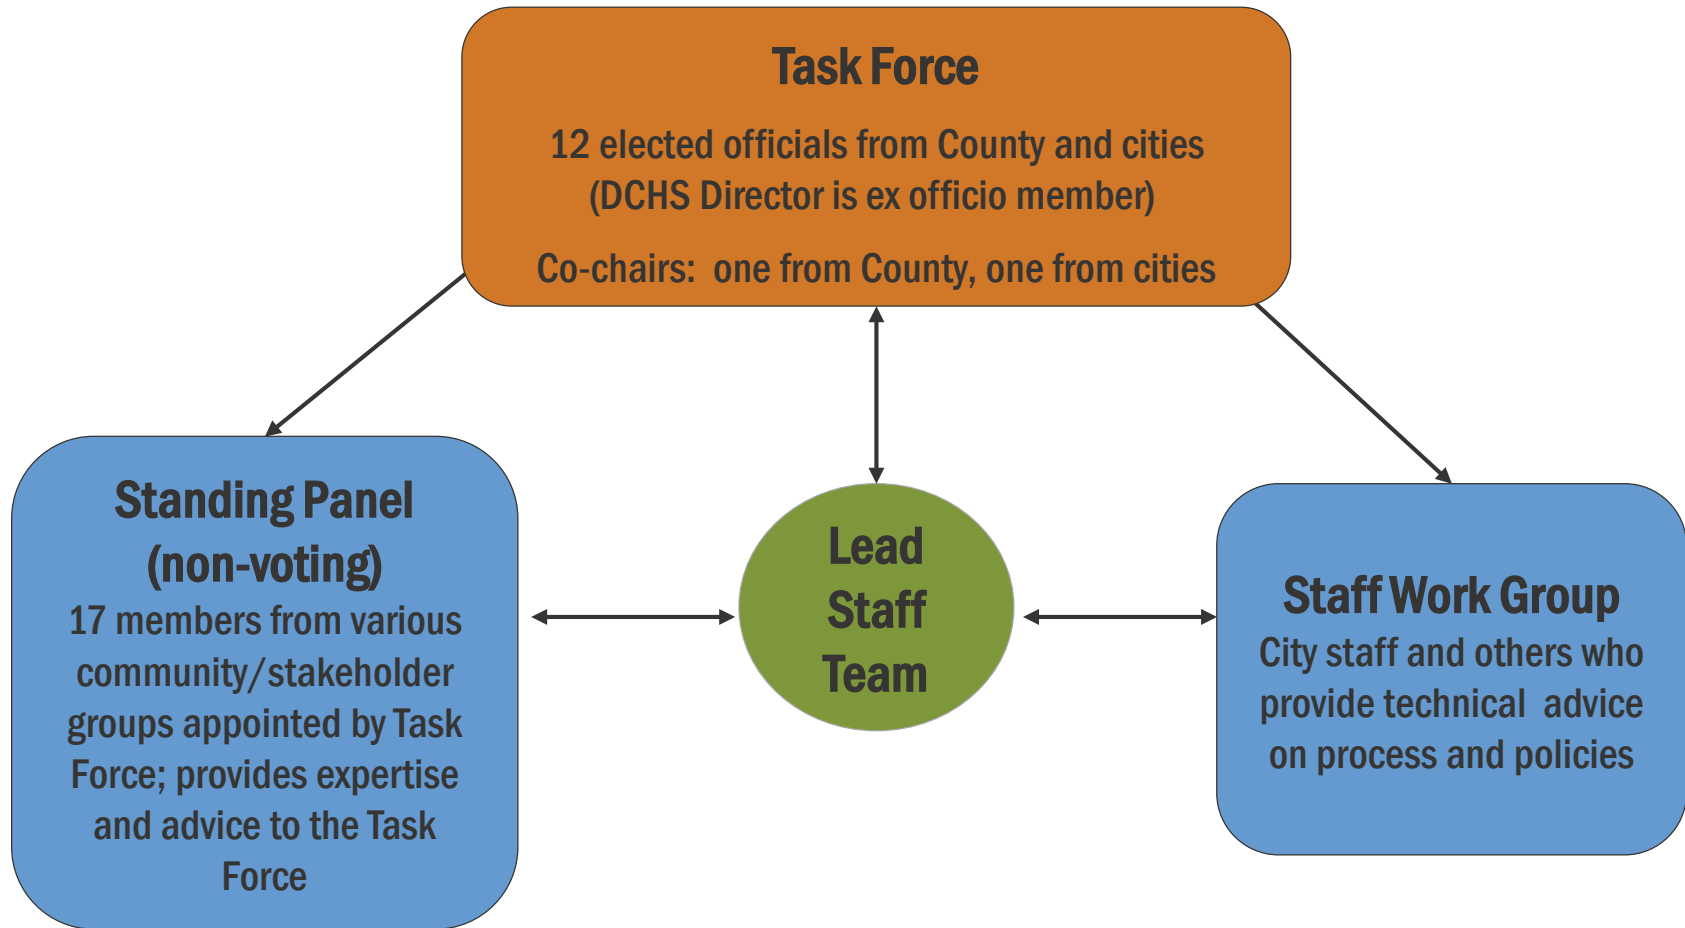 Task Force
12 elected officials from County and cities
(DCHS Director is ex officio member)
Co-chairs:  one from County, one from cities
Standing Panel
(non-voting)
17 members from various
community/stakeholder
groups appointed by Task
Force; provides expertise
and advice to the Task
Force
Lead
Staff
Team
Staff Work Group
City staff and others who
provide technical  advice
on process and policies